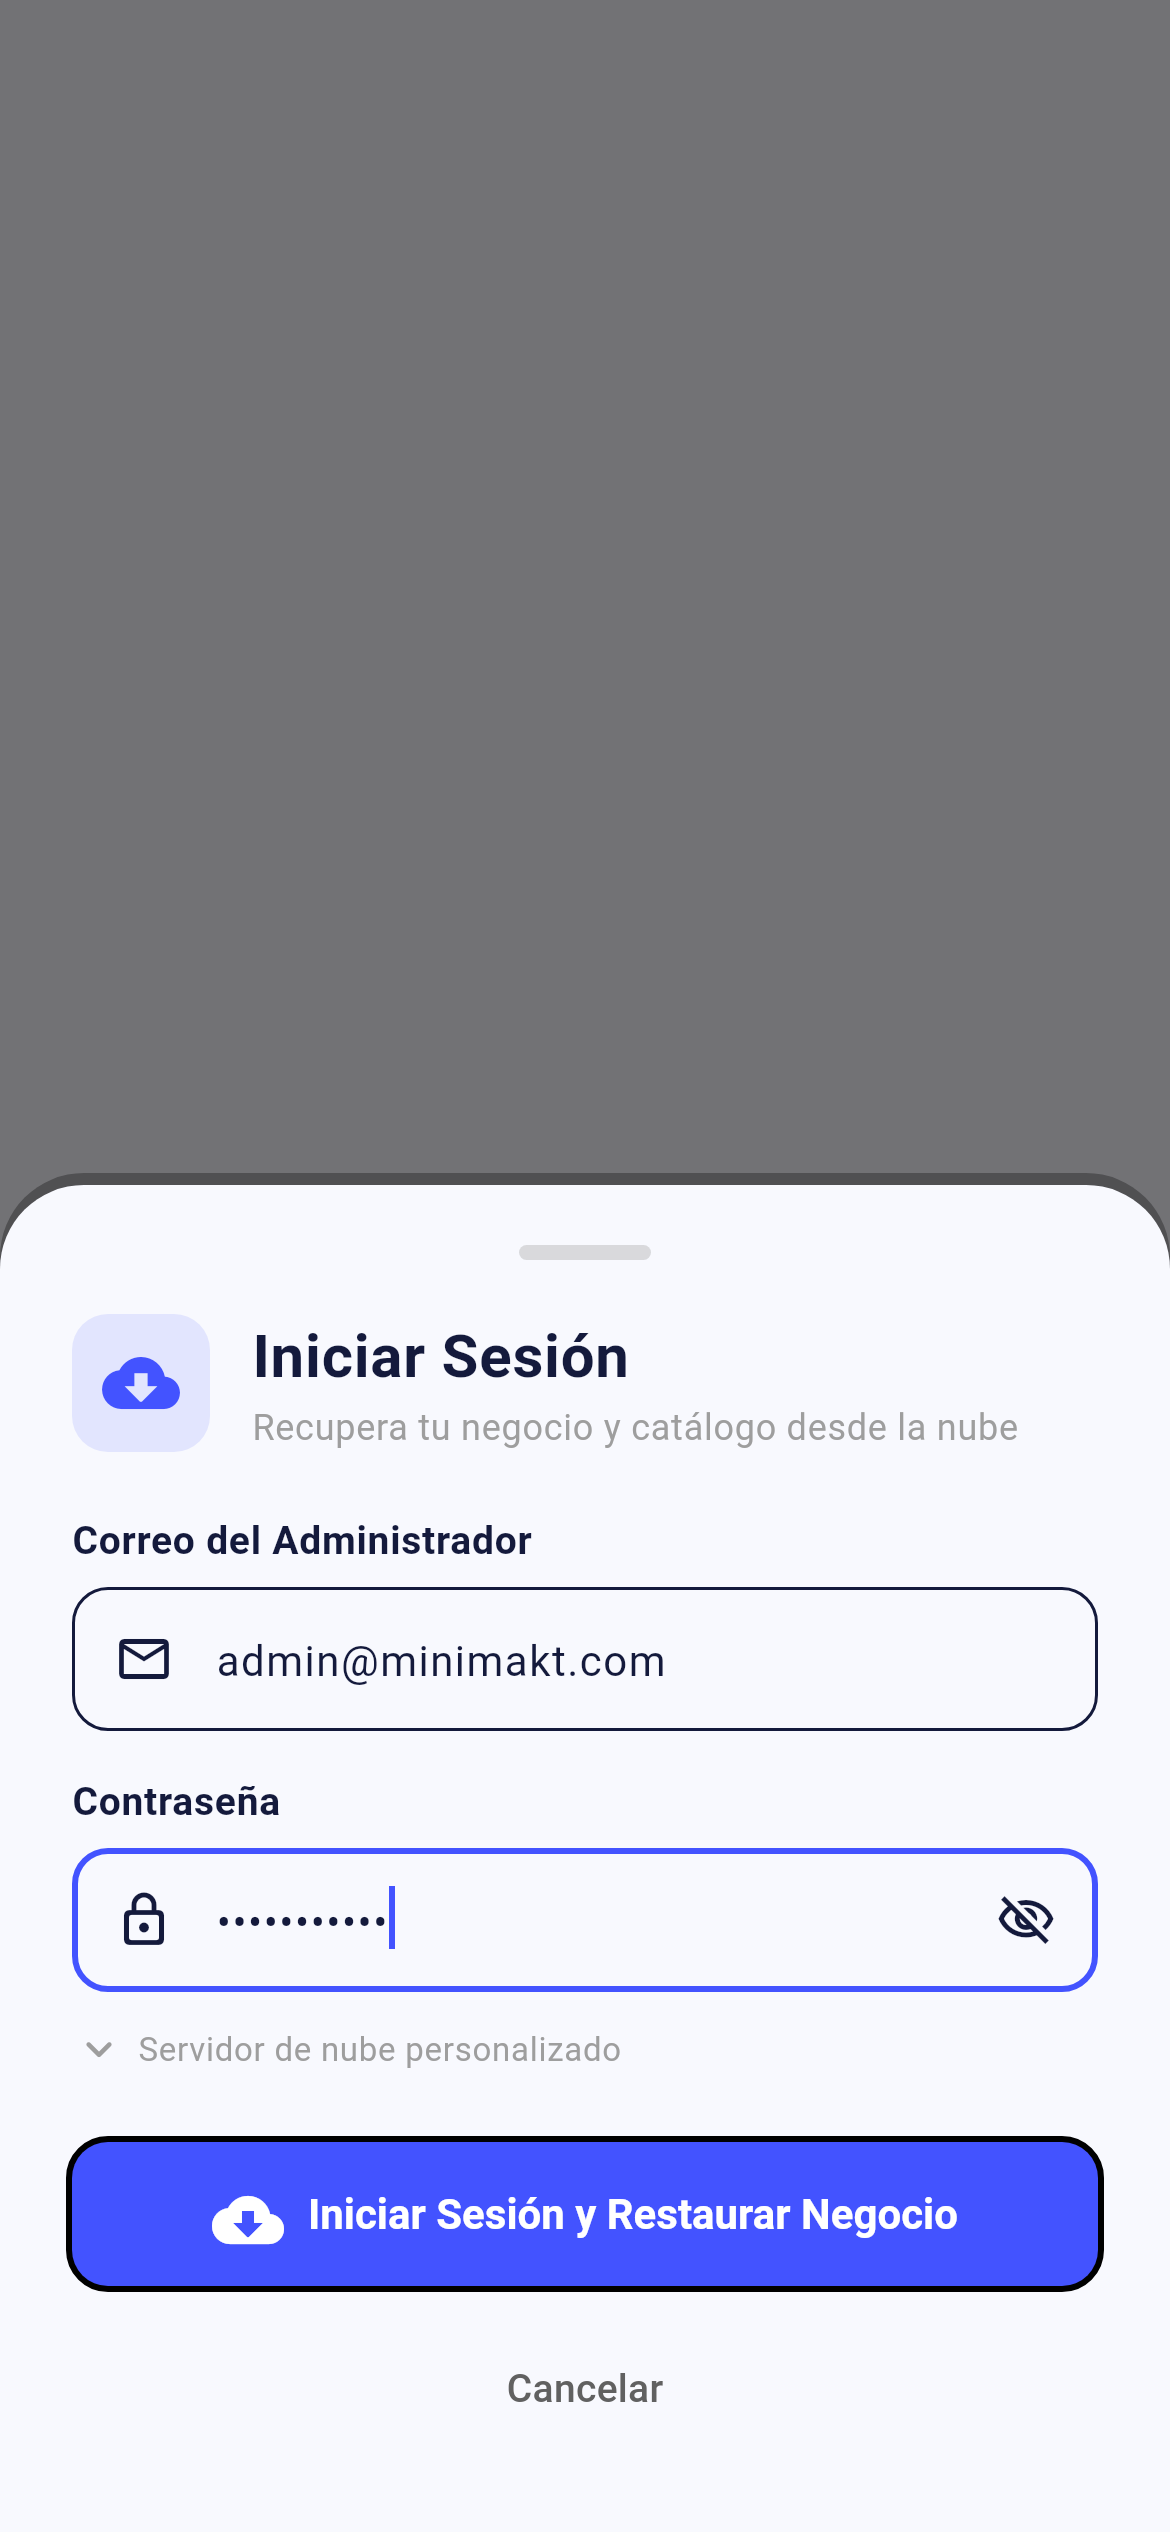 Iniciar Sesión
Recupera tu negocio y catálogo desde la nube
Correo del Administrador
admin@minimakt.com
Contraseña
•••••••••••
Servidor de nube personalizado
Iniciar Sesión y Restaurar Negocio
Cancelar